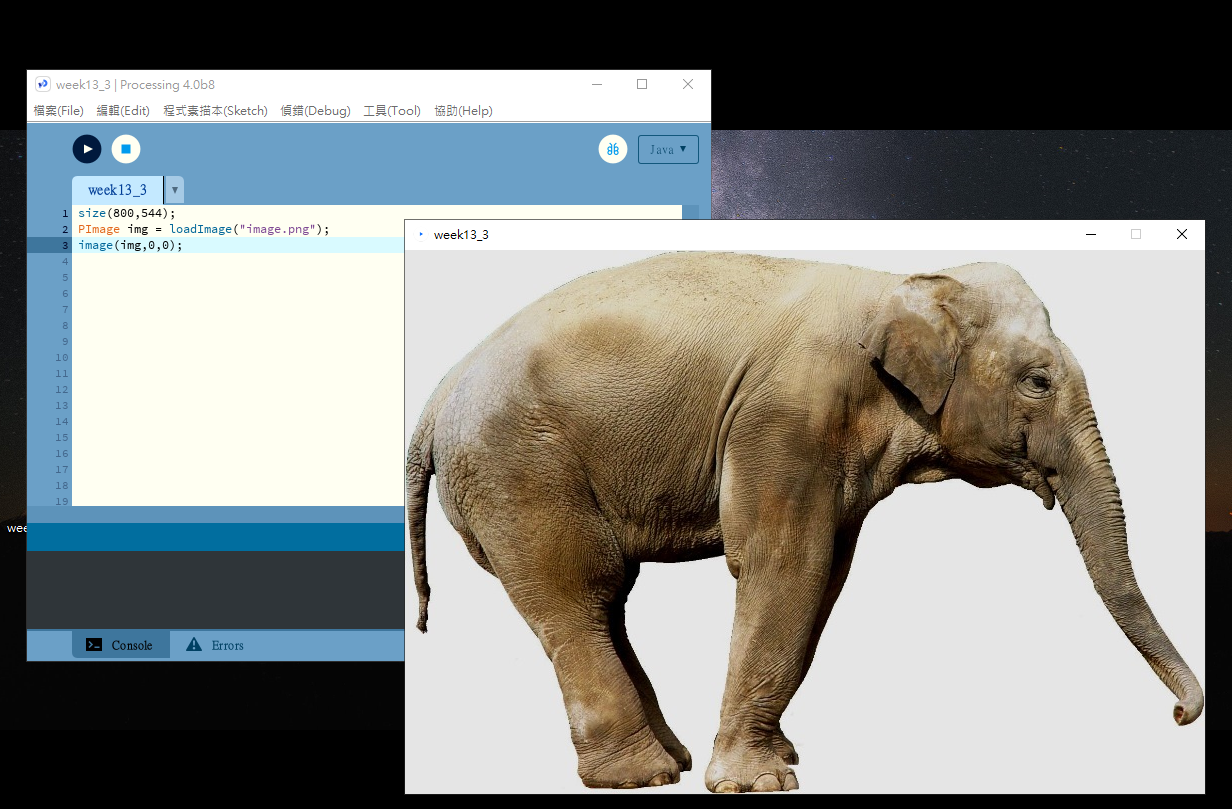 week13_3 | Processing 4.0b8
檔案(File) 編輯(Edit) 程式素描本(Sketch) 偵錯(Debug) 工具(Tool) 協助(Help)
Java ▼
week13_3 ▼
1 size(800,544);
2 PImage img = loadImage("image.png");
3 image(img,0,0);
4
5
6
7
8
9
10
11
12
13
14
15
16
17
18
19
Console Errors
week13_3
wee